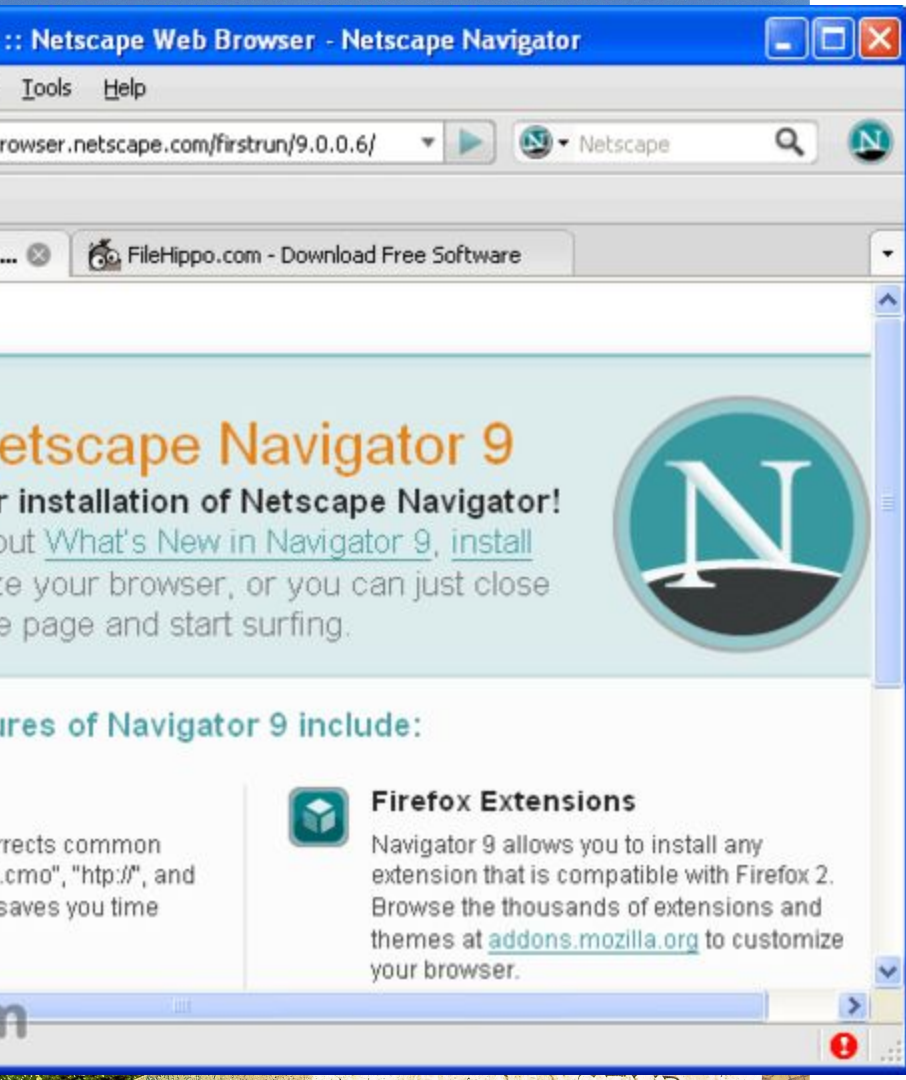 :: Netscape Web Browser - Netscape Navigator
Tools Help
rowser.netscape.com/firstrun/9.0.0.6/ N Netscape N
... FileHippo.com - Download Free Software
etscape Navigator 9
r installation of Netscape Navigator!
out What's New in Navigator 9, install
ze your browser, or you can just close
e page and start surfing.
N
ures of Navigator 9 include:
Firefox Extensions
rrects common
.cmo", "htp://", and
saves you time
Navigator 9 allows you to install any
extension that is compatible with Firefox 2.
Browse the thousands of extensions and
themes at addons.mozilla.org to customize
your browser.
m